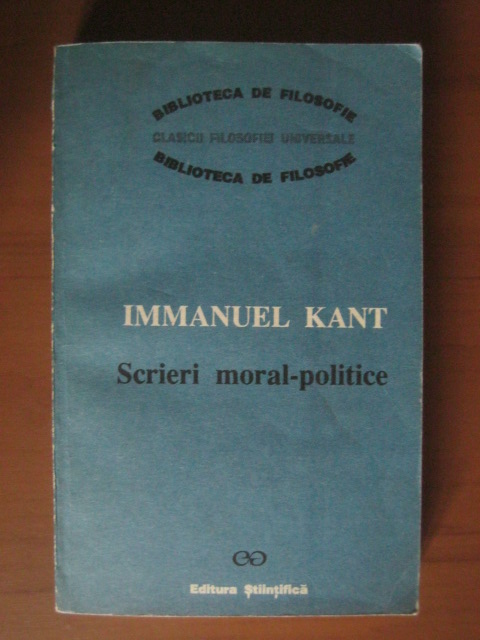 BIBLIOTECA DE FILOSOFIE
CLASICII FILOSOFIEI UNIVERSALE
BIBLIOTECA DE FILOSOFIE
IMMANUEL KANT
Scrieri moral-politice
Editura Științifică